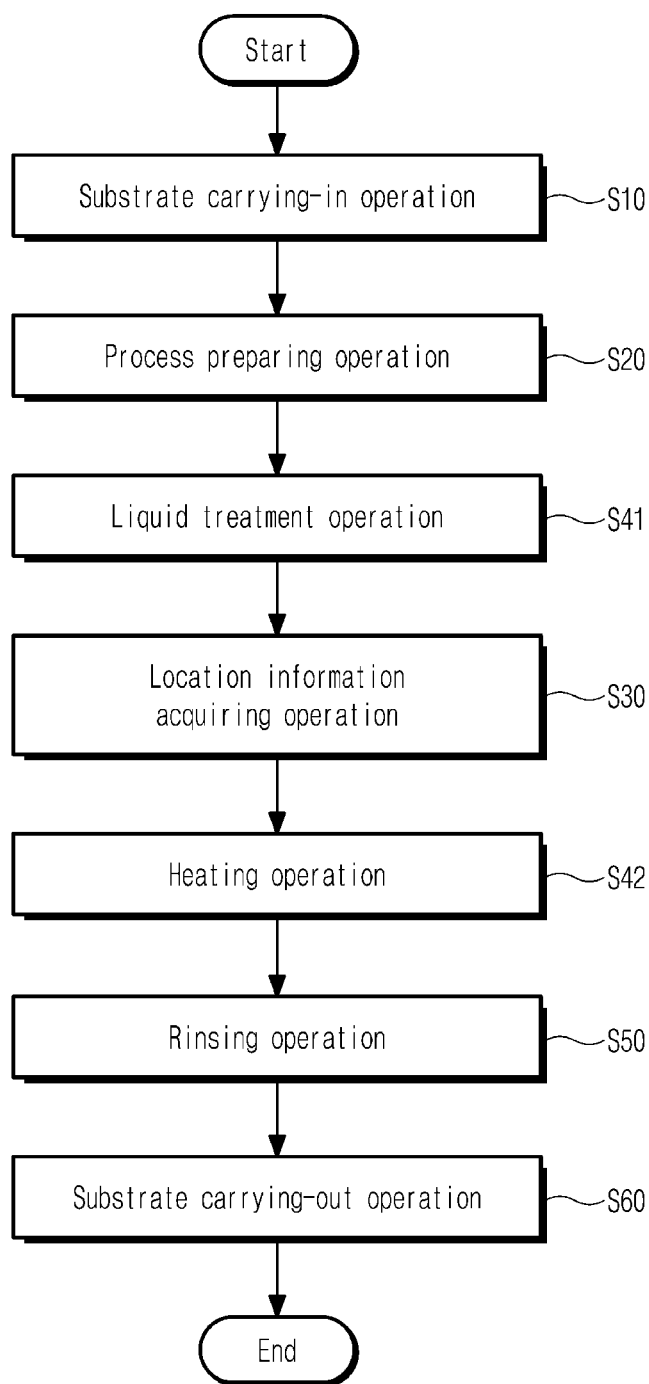 Start
Substrate carrying-in operation
S10
Process preparing operation
S20
Liquid treatment operation
S41
Location information
acquiring operation
S30
Heating operation
S42
Rinsing operation
S50
Substrate carrying-out operation
S60
End